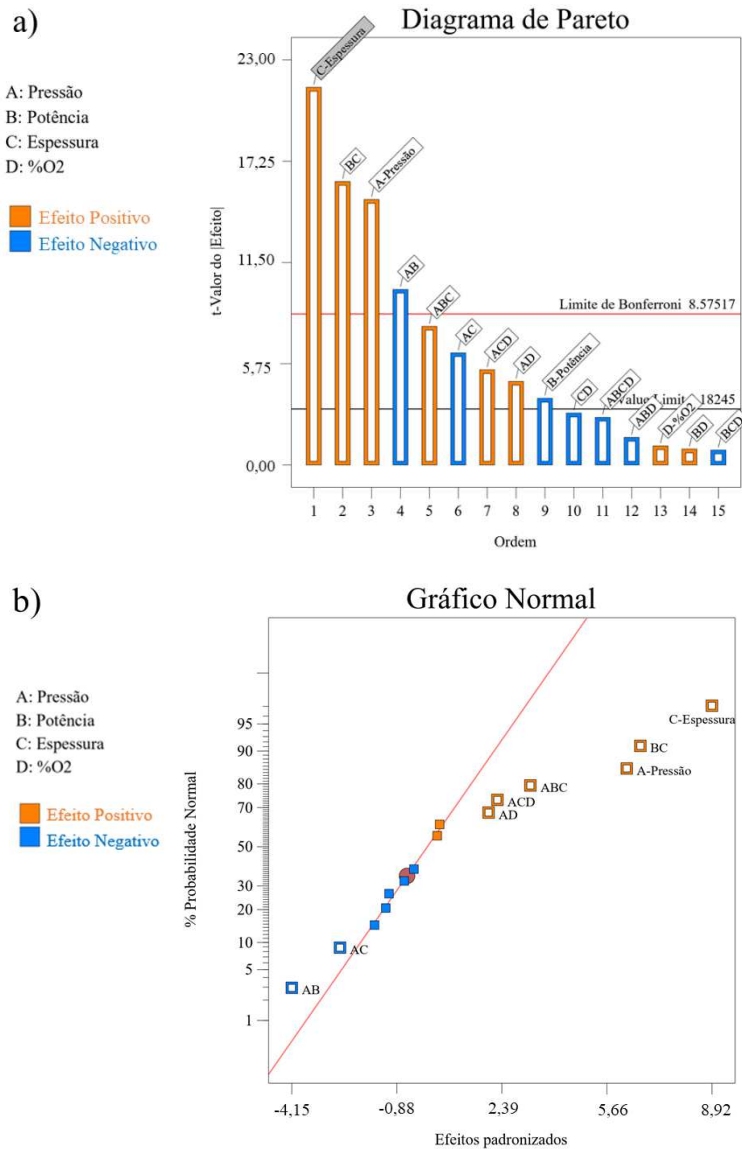 a)
Diagrama de Pareto
A: Pressão
B: Potência
C: Espessura
D: %O2
Efeito Positivo
Efeito Negativo
t-Valor do |Efeito|
23,00
17,25
11,50
5,75
0,00
C-Espessura
BC
A-Pressão
AB
ABC
AC
ACD
AD
B-Potência
CD
ABCD
ABD
D-%O2
BD
BCD
Limite de Bonferroni 8.57517
Value Limit 18245
1 2 3 4 5 6 7 8 9 10 11 12 13 14 15
Ordem
b)
Gráfico Normal
A: Pressão
B: Potência
C: Espessura
D: %O2
Efeito Positivo
Efeito Negativo
% Probabilidade Normal
95
90
80
70
50
30
20
10
5
1
C-Espessura
BC
A-Pressão
ABC
ACD
AD
AC
AB
-4,15 -0,88 2,39 5,66 8,92
Efeitos padronizados